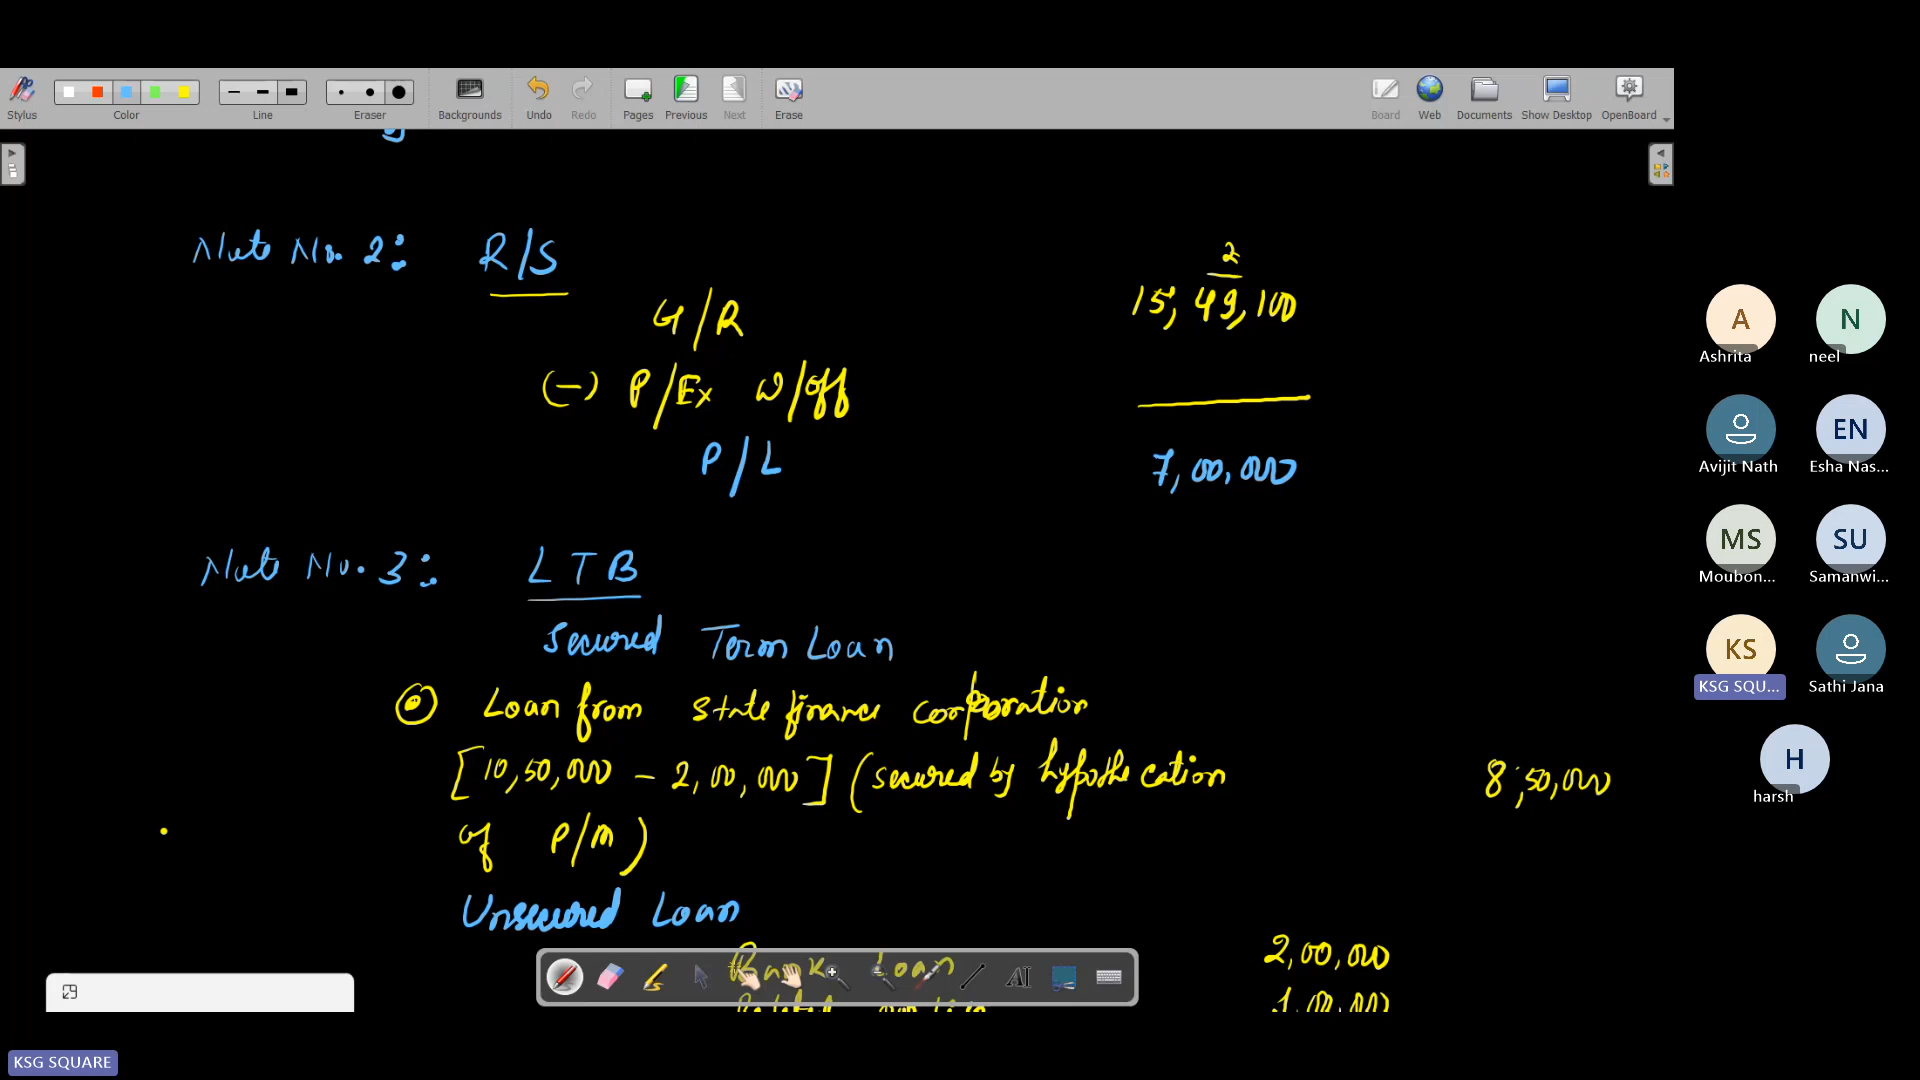 Stylus
Color
Line
Eraser
Backgrounds
Undo
Redo
Pages
Previous
Next
Erase
Board
Web
Documents
Show Desktop
OpenBoard
Note No. 2: R/S
2
G/R 15, 49, 100
(-) P/Ex W/off
P/L 7,00,000
Note No. 3: LTB
Secured Term Loan
Loan from State finance corporation
[10,50,000 - 2,00,000] (secured by hypothecation 8,50,000
of P/M)
Unsecured Loan
Bank Loan 2,00,000
1,00,000
Ashrita
N
neel
A
Avijit Nath
EN
Esha Nas...
MS
Moubon...
SU
Samanwi...
KS
KSG SQU...
Sathi Jana
H
harsh
KSG SQUARE